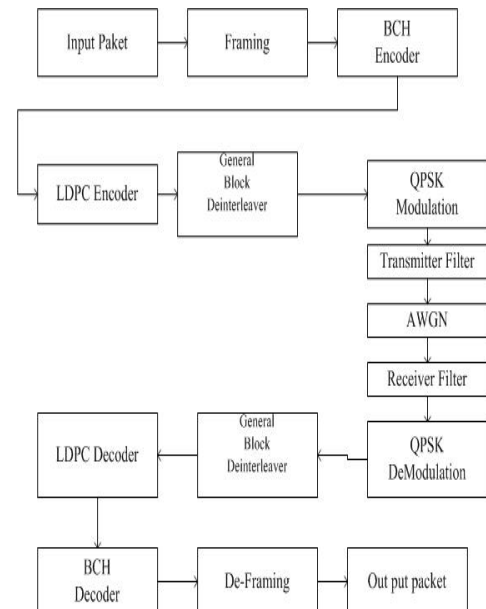 Input Paket
Framing
BCH
Encoder
LDPC Encoder
General
Block
Deinterleaver
QPSK
Modulation
Transmitter Filter
AWGN
Receiver Filter
LDPC Decoder
General
Block
Deinterleaver
QPSK
DeModulation
BCH
Decoder
De-Framing
Out put packet